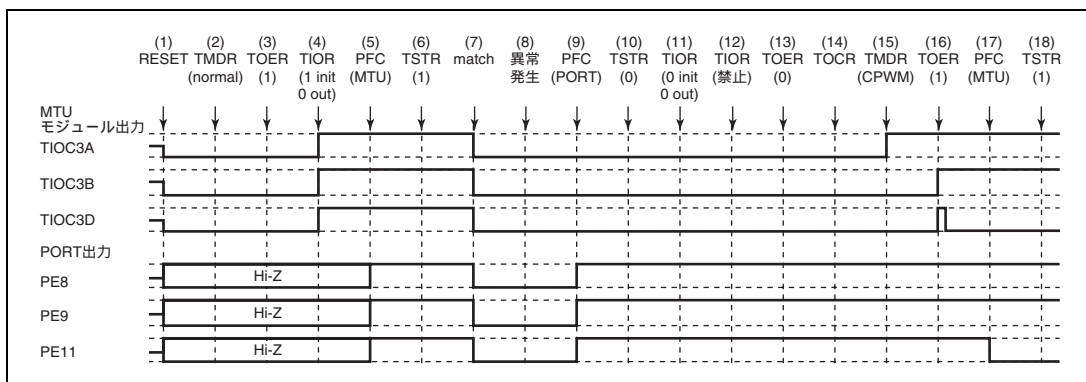 (1) (2) (3) (4) (5) (6) (7) (8) (9) (10) (11) (12) (13) (14) (15) (16) (17) (18)
RESET TMDR TOER TIOR PFC TSTR match 異常 PFC TSTR TIOR TIOR TOER TOCR TMDR TOER PFC TSTR
(normal) (1) (1 init (MTU) (1) 発生 (PORT) (0) (0 init (禁止) (0) (CPWM) (1) (MTU) (1)
0 out) 0 out)
MTU
モジュール出力
TIOC3A
TIOC3B
TIOC3D
PORT出力
PE8 Hi-Z
PE9 Hi-Z
PE11 Hi-Z